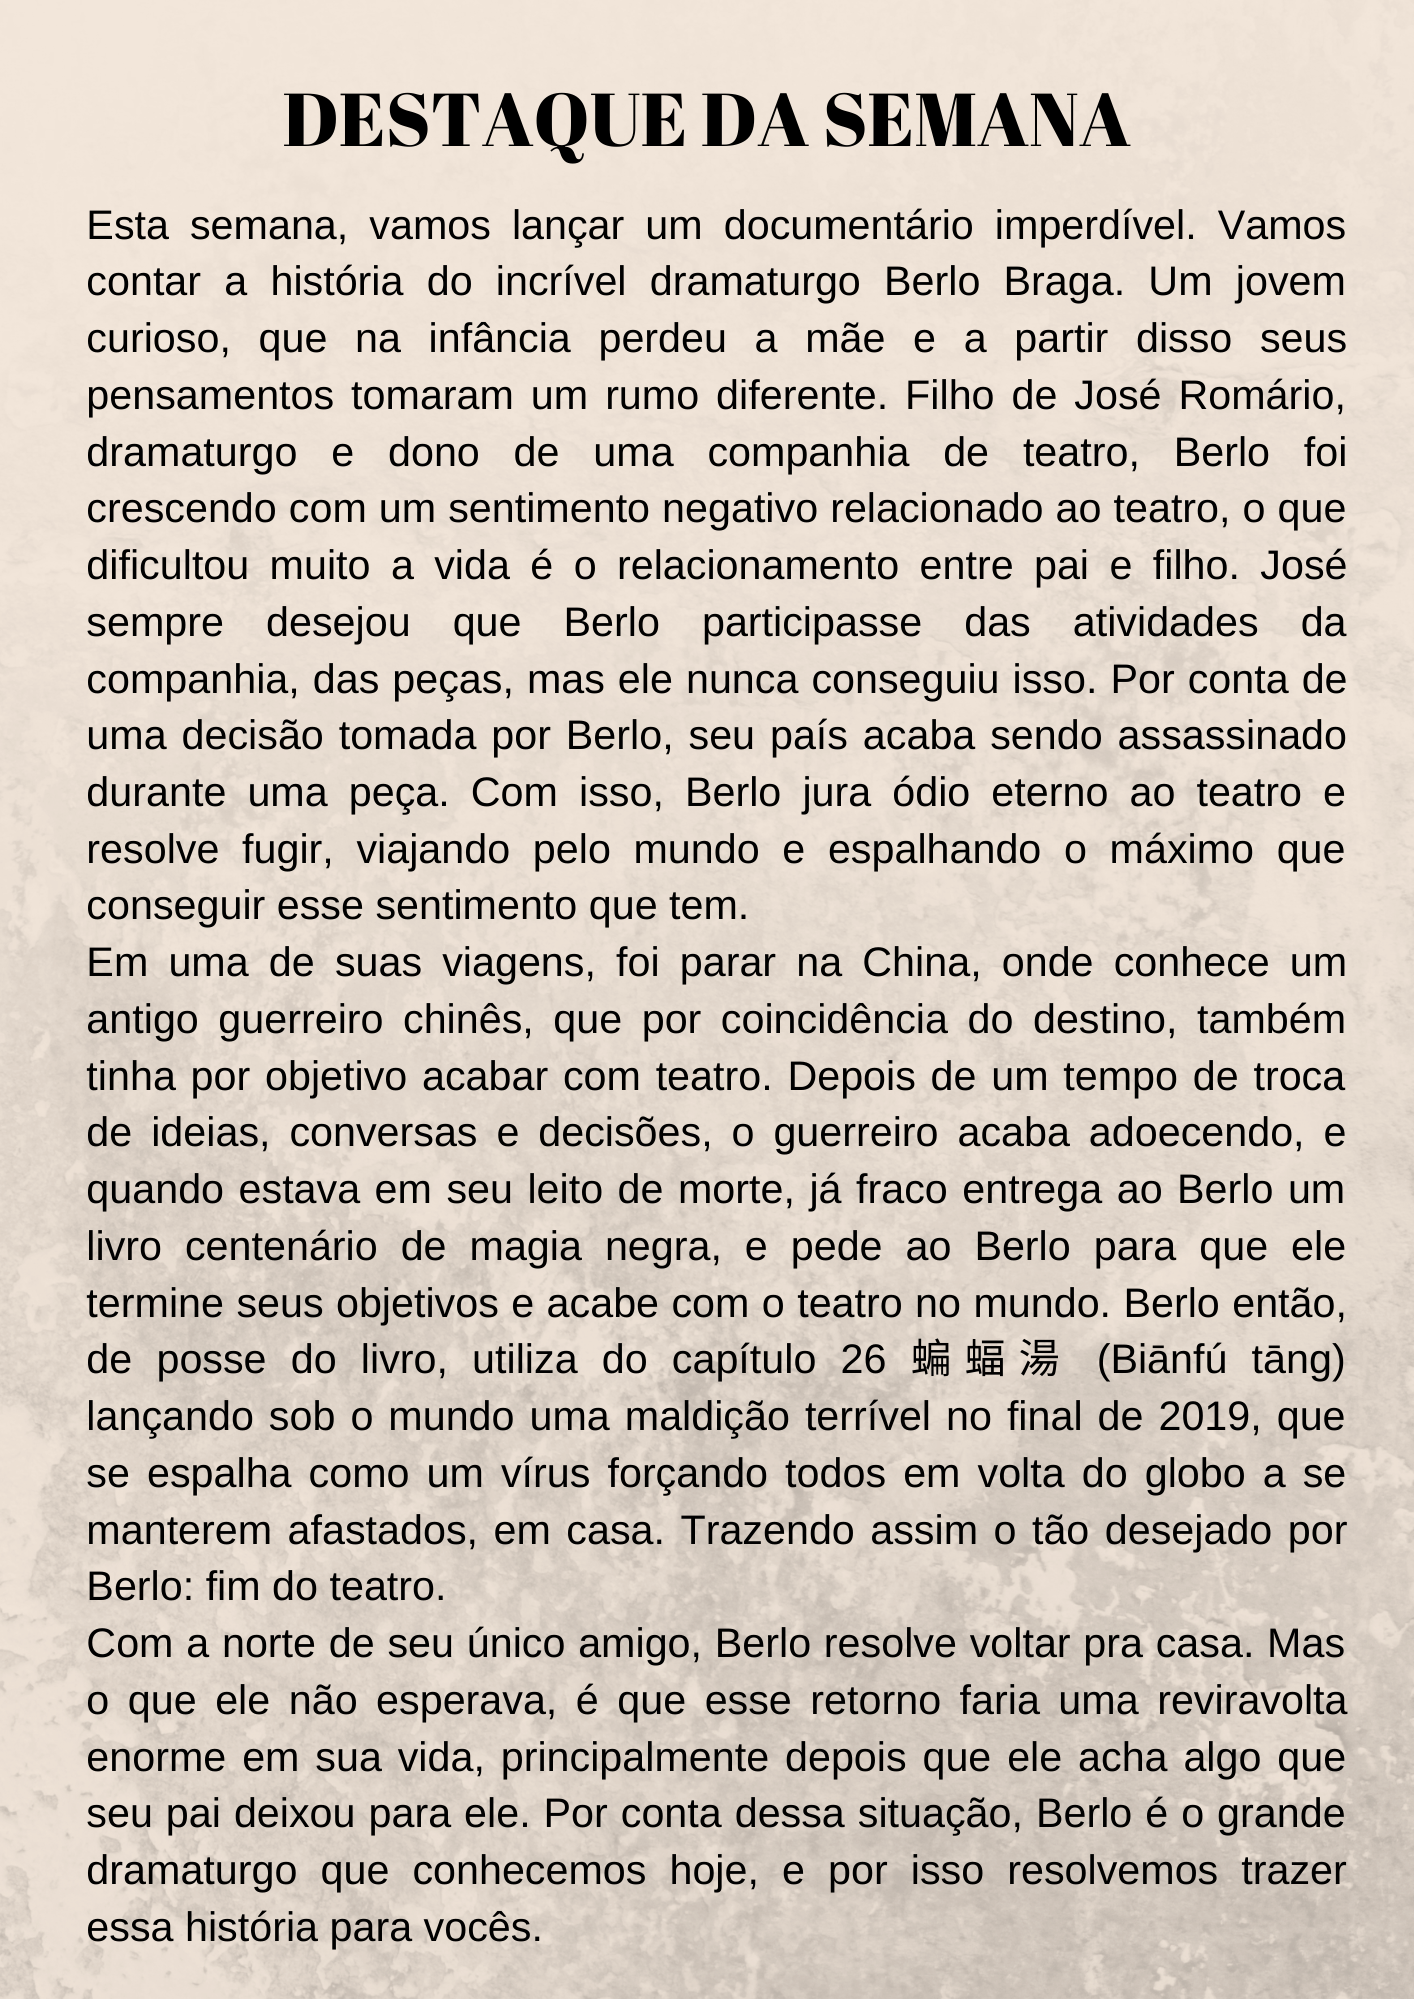 DESTAQUE DA SEMANA
Esta semana, vamos lançar um documentário imperdível. Vamos
contar a história do incrível dramaturgo Berlo Braga. Um jovem
curioso, que na infância perdeu a mãe e a partir disso seus
pensamentos tomaram um rumo diferente. Filho de José Romário,
dramaturgo e dono de uma companhia de teatro, Berlo foi
crescendo com um sentimento negativo relacionado ao teatro, o que
dificultou muito a vida é o relacionamento entre pai e filho. José
sempre desejou que Berlo participasse das atividades da
companhia, das peças, mas ele nunca conseguiu isso. Por conta de
uma decisão tomada por Berlo, seu país acaba sendo assassinado
durante uma peça. Com isso, Berlo jura ódio eterno ao teatro e
resolve fugir, viajando pelo mundo e espalhando o máximo que
conseguir esse sentimento que tem.
Em uma de suas viagens, foi parar na China, onde conhece um
antigo guerreiro chinês, que por coincidência do destino, também
tinha por objetivo acabar com teatro. Depois de um tempo de troca
de ideias, conversas e decisões, o guerreiro acaba adoecendo, e
quando estava em seu leito de morte, já fraco entrega ao Berlo um
livro centenário de magia negra, e pede ao Berlo para que ele
termine seus objetivos e acabe com o teatro no mundo. Berlo então,
de posse do livro, utiliza do capítulo 26 蝙蝠湯 (Biānfú tāng)
lançando sob o mundo uma maldição terrível no final de 2019, que
se espalha como um vírus forçando todos em volta do globo a se
manterem afastados, em casa. Trazendo assim o tão desejado por
Berlo: fim do teatro.
Com a norte de seu único amigo, Berlo resolve voltar pra casa. Mas
o que ele não esperava, é que esse retorno faria uma reviravolta
enorme em sua vida, principalmente depois que ele acha algo que
seu pai deixou para ele. Por conta dessa situação, Berlo é o grande
dramaturgo que conhecemos hoje, e por isso resolvemos trazer
essa história para vocês.